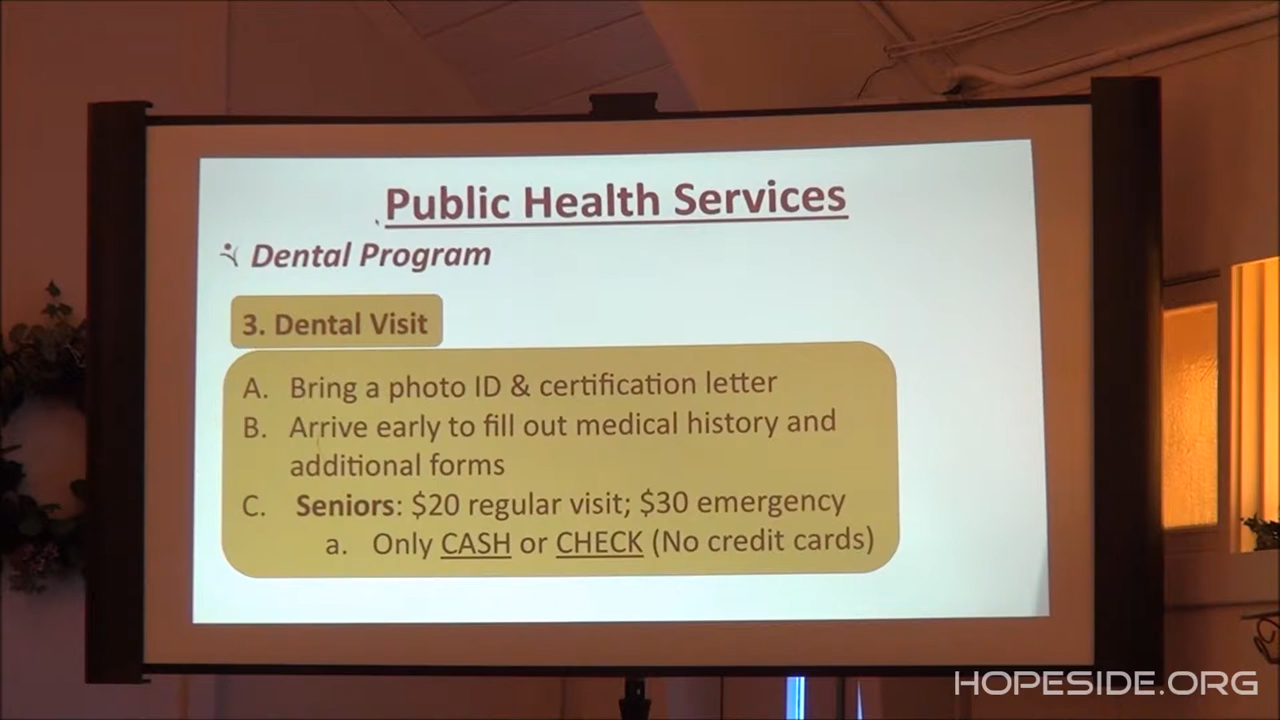 Public Health Services
Dental Program
3. Dental Visit
A. Bring a photo ID & certification letter
B. Arrive early to fill out medical history and
additional forms
C. Seniors: $20 regular visit; $30 emergency
a. Only CASH or CHECK (No credit cards)
HOPESIDE.ORG